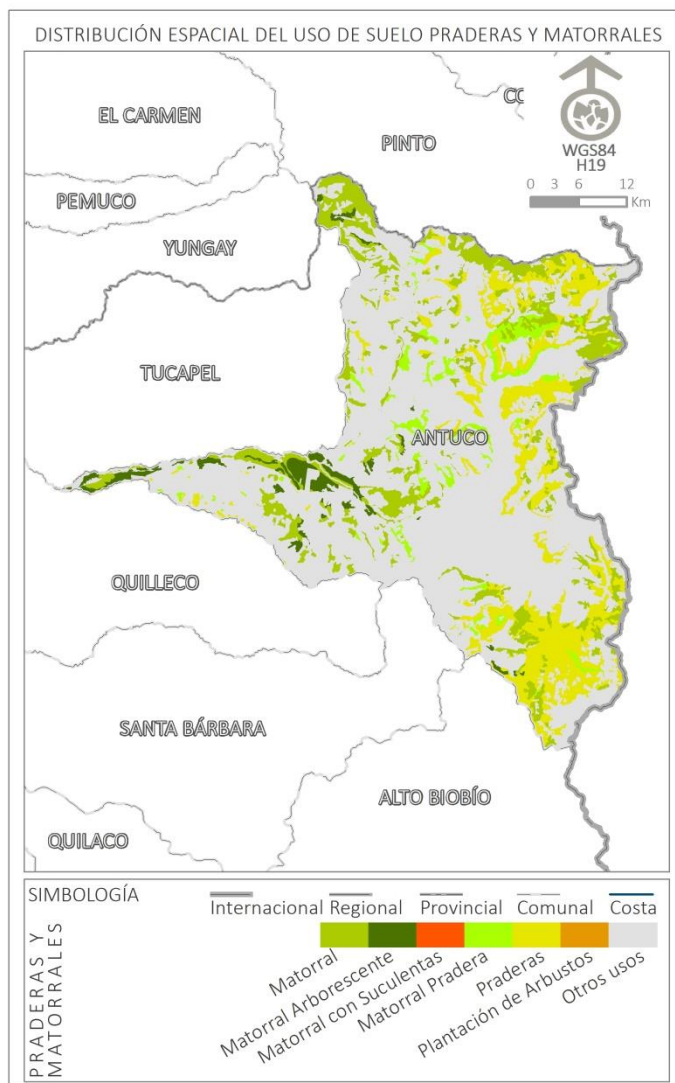 DISTRIBUCIÓN ESPACIAL DEL USO DE SUELO PRADERAS Y MATORRALES
EL CARMEN
CO
PINTO
WGS84
H19
PEMUCO
0 3 6 12
Km
YUNGAY
TUCAPEL
ANTUCO
QUILLECO
SANTA BÁRBARA
ALTO BIOBÍO
QUILACO
SIMBOLOGÍA
Internacional Regional Provincial Comunal Costa
PRADERAS Y
MATORRALES
Matorral
Matorral Arborescente
Matorral con Suculentas
Matorral Pradera
Praderas
Plantación de Arbustos
Otros usos